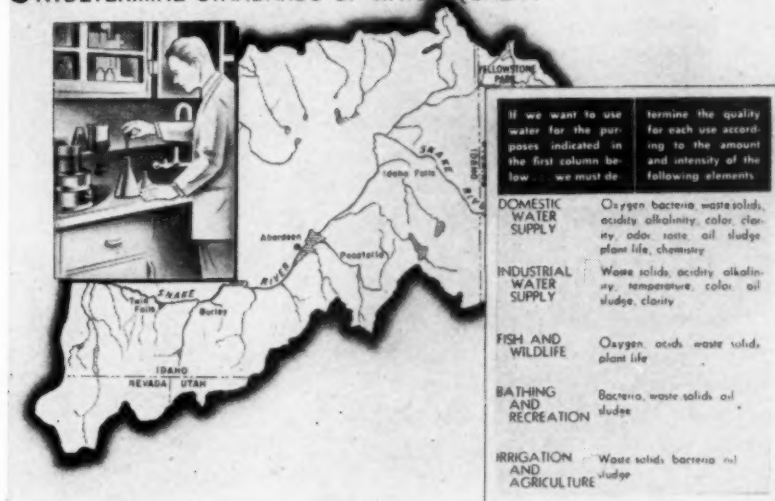 DETERMINE STANDARDS OF
YELLOWSTONE
PARK
IDAHO
SNAKE
RIVER
Idaho Falls
Aberdeen
Pocatello
SNAKE
RIVER
Twin
Falls
Burley
IDAHO
NEVADA UTAH
If we want to use
water for the pur-
poses indicated in
the first column be-
low . . . we must de-
termine the quality
for each use accord-
ing to the amount
and intensity of the
following elements
DOMESTIC
WATER
SUPPLY
Oxygen, bacteria, waste solids,
acidity, alkalinity, color, clar-
ity, odor, taste, oil, sludge
plant life, chemistry
INDUSTRIAL
WATER
SUPPLY
Waste solids, acidity, alkalin-
ity, temperature, color, oil
sludge, clarity
FISH AND
WILDLIFE
Oxygen, acids, waste solids,
plant life
BATHING
AND
RECREATION
Bacteria, waste solids, oil
sludge
IRRIGATION
AND
AGRICULTURE
Waste solids, bacteria, oil
sludge